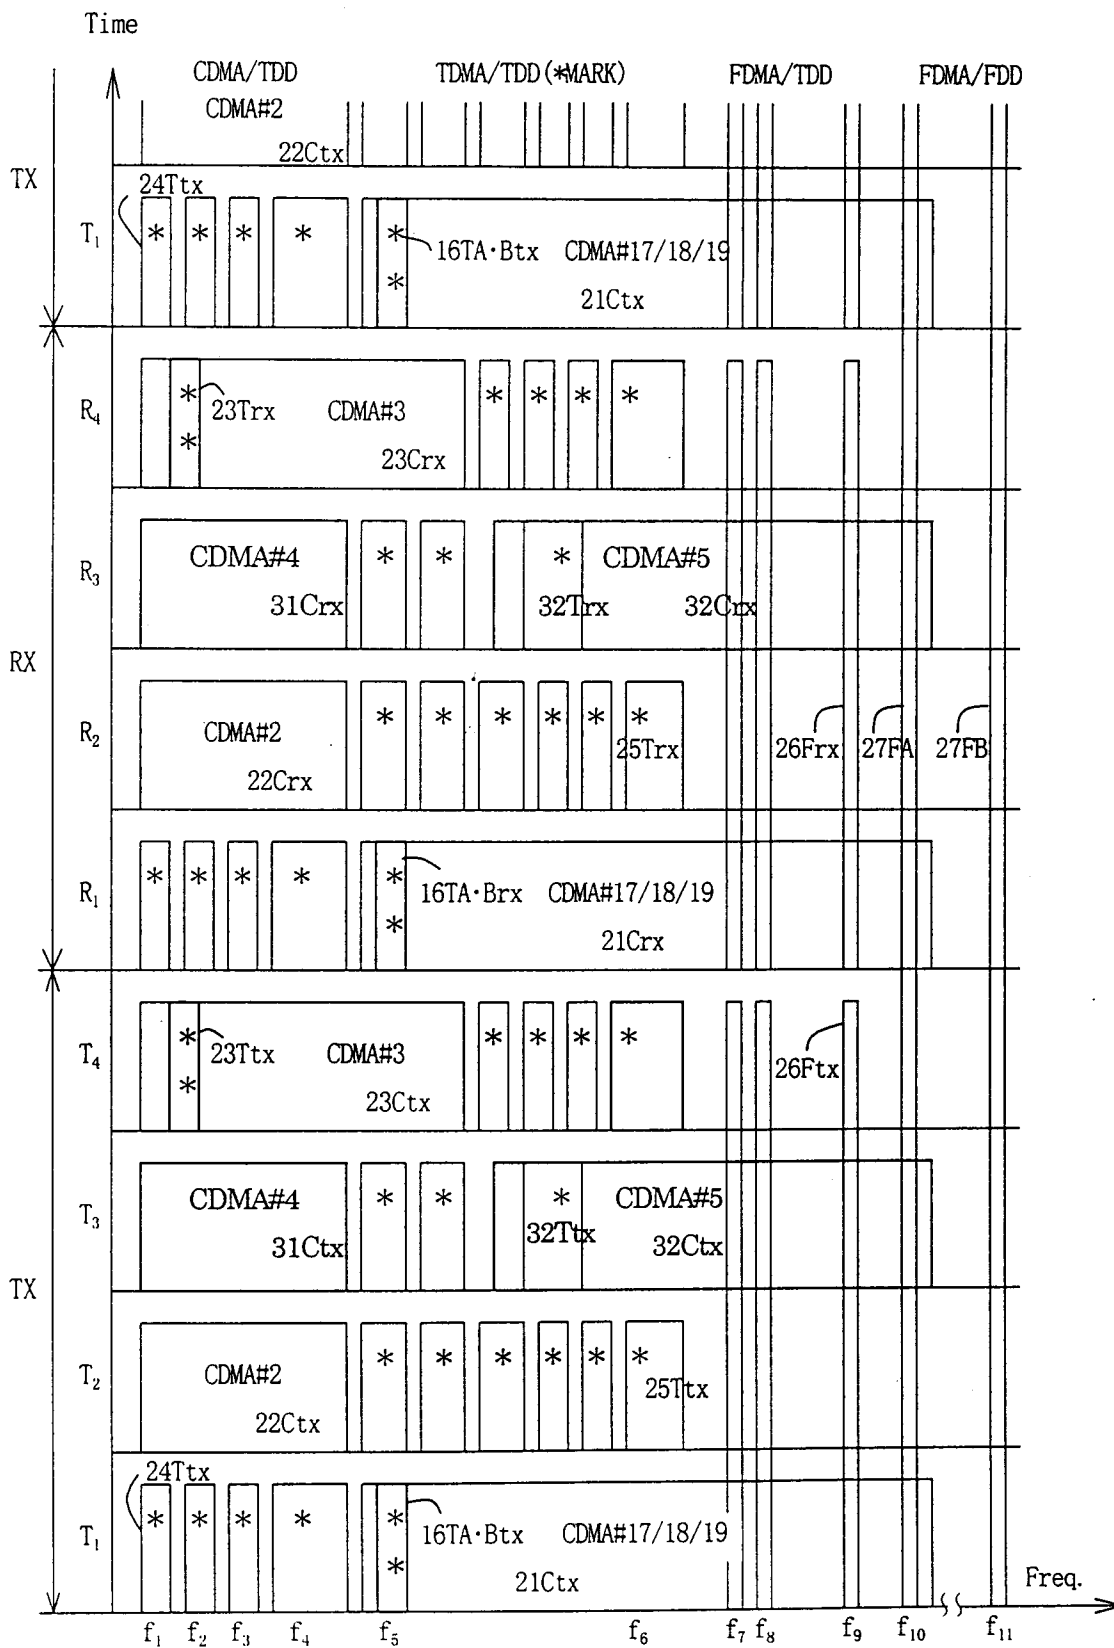 Time
CDMA/TDD TDMA/TDD(*MARK) FDMA/TDD FDMA/FDD
CDMA#2
22Ctx
TX
24Ttx
T₁ * * * * *
16TA·Btx CDMA#17/18/19
*
21Ctx
R₄ * * * * *
23Trx CDMA#3
*
23Crx
R₃ CDMA#4 * * * CDMA#5
31Crx 32Trx 32Crx
RX
R₂ CDMA#2 * * * * * *
22Crx 25Trx 26Frx 27FA 27FB
R₁ * * * * *
16TA·Brx CDMA#17/18/19
*
21Crx
T₄ * * * * *
23Ttx CDMA#3
*
23Ctx 26Ftx
T₃ CDMA#4 * * * CDMA#5
31Ctx 32Ttx 32Ctx
TX
T₂ CDMA#2 * * * * * *
22Ctx 25Ttx
24Ttx
T₁ * * * * *
16TA·Btx CDMA#17/18/19
*
21Ctx
Freq.
f₁ f₂ f₃ f₄ f₅ f₆ f₇ f₈ f₉ f₁₀ f₁₁